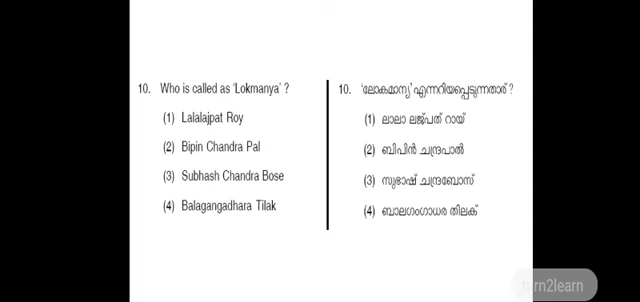 10. Who is called as 'Lokmanya' ?
(1) Lalalajpat Roy
(2) Bipin Chandra Pal
(3) Subhash Chandra Bose
(4) Balagangadhara Tilak
10. 'ലോകമാന്യ' എന്നറിയപ്പെടുന്നതാര് ?
(1) ലാലാ ലജ്പത് റായ്
(2) ബിപിൻ ചന്ദ്രപാൽ
(3) സുഭാഷ് ചന്ദ്രബോസ്
(4) ബാലഗംഗാധര തിലക്
turn2learn